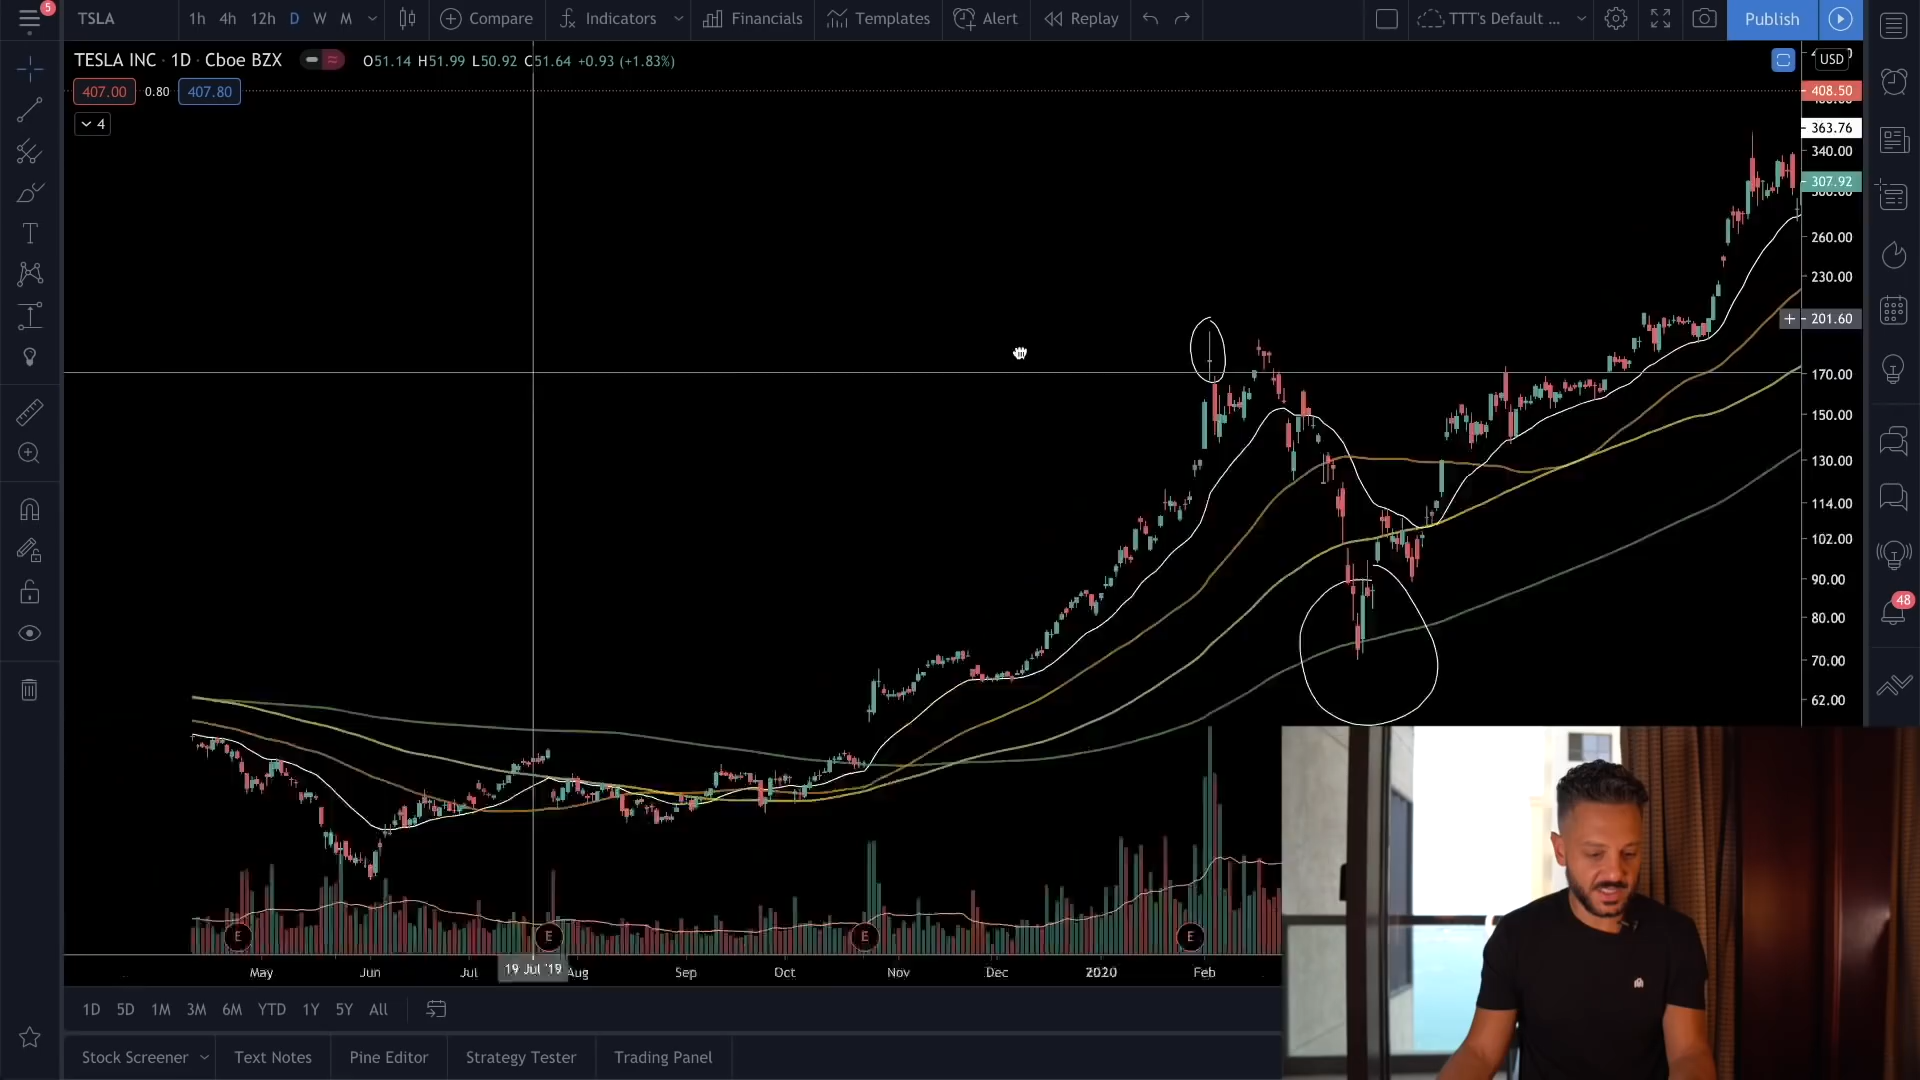 5
TSLA 1h 4h 12h D W M Compare Indicators Financials Templates Alert Replay TTT's Default ... Publish
TESLA INC · 1D · Cboe BZX O51.14 H51.99 L50.92 C51.64 +0.93 (+1.83%)
USD
407.00 0.80 407.80
4
408.50
363.76
340.00
307.92
260.00
230.00
201.60
170.00
150.00
130.00
114.00
102.00
90.00
80.00
70.00
62.00
48
E E E E
May Jun Jul 19 Jul '19 Aug Sep Oct Nov Dec 2020 Feb
1D 5D 1M 3M 6M YTD 1Y 5Y All
Stock Screener Text Notes Pine Editor Strategy Tester Trading Panel